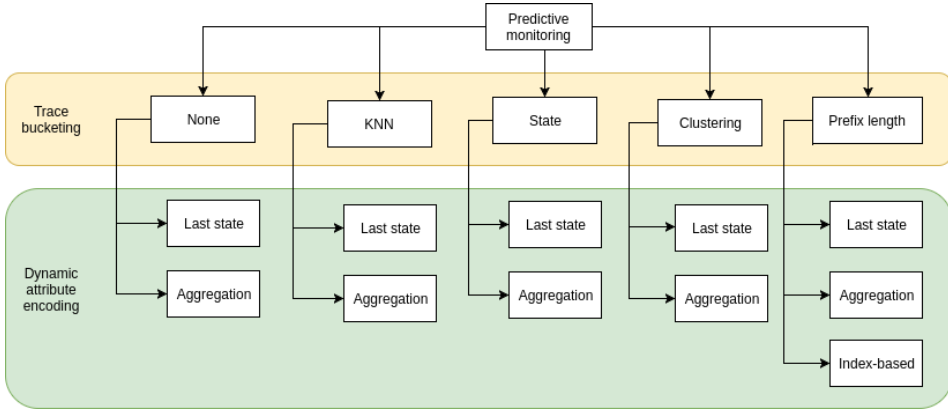 Predictive
monitoring
Trace
bucketing
None
KNN
State
Clustering
Prefix length
Dynamic
attribute
encoding
Last state
Last state
Last state
Last state
Last state
Aggregation
Aggregation
Aggregation
Aggregation
Aggregation
Index-based